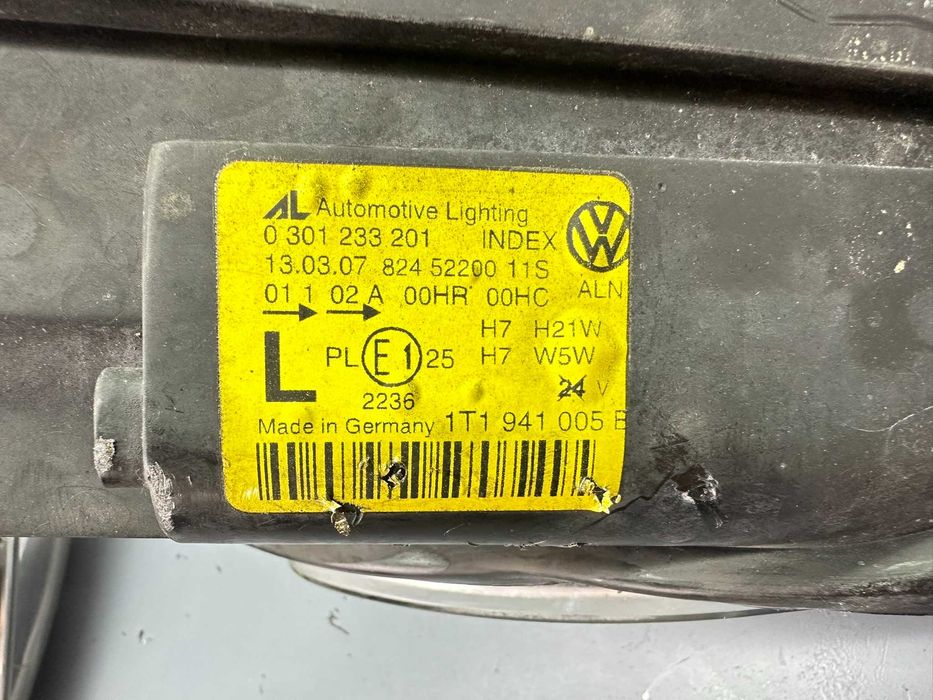 AL Automotive Lighting
0 301 233 201 INDEX
13.03.07 824 52200 11S
01 1 02 A 00HR 00HC ALN
H7 H21W
L PL E1 25 H7 W5W
2236 24 V
Made in Germany 1T1 941 005 B